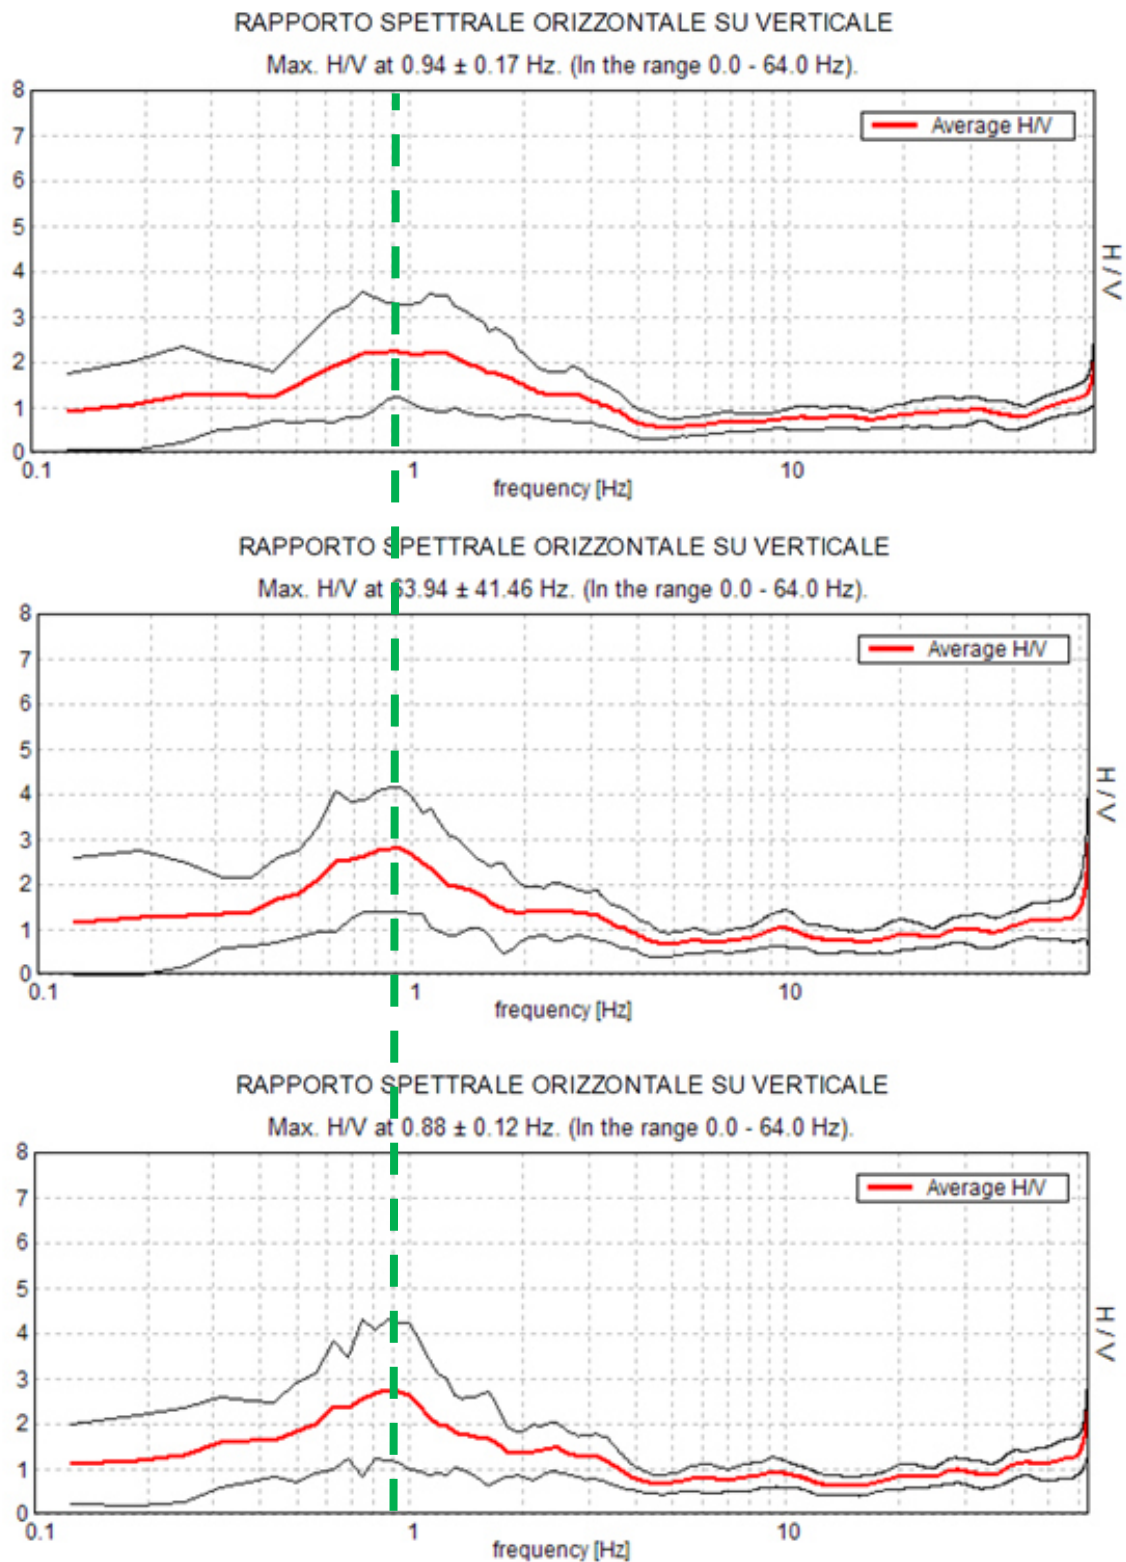 RAPPORTO SPETTRALE ORIZZONTALE SU VERTICALE
Max. H/V at 0.94 ± 0.17 Hz. (In the range 0.0 - 64.0 Hz).
8
Average H/V
7
6
5
4
H / V
3
2
1
0
0.1 1 10
frequency [Hz]
RAPPORTO SPETTRALE ORIZZONTALE SU VERTICALE
Max. H/V at 63.94 ± 41.46 Hz. (In the range 0.0 - 64.0 Hz).
8
Average H/V
7
6
5
4
H / V
3
2
1
0
0.1 1 10
frequency [Hz]
RAPPORTO SPETTRALE ORIZZONTALE SU VERTICALE
Max. H/V at 0.88 ± 0.12 Hz. (In the range 0.0 - 64.0 Hz).
8
Average H/V
7
6
5
4
H / V
3
2
1
0
0.1 1 10
frequency [Hz]